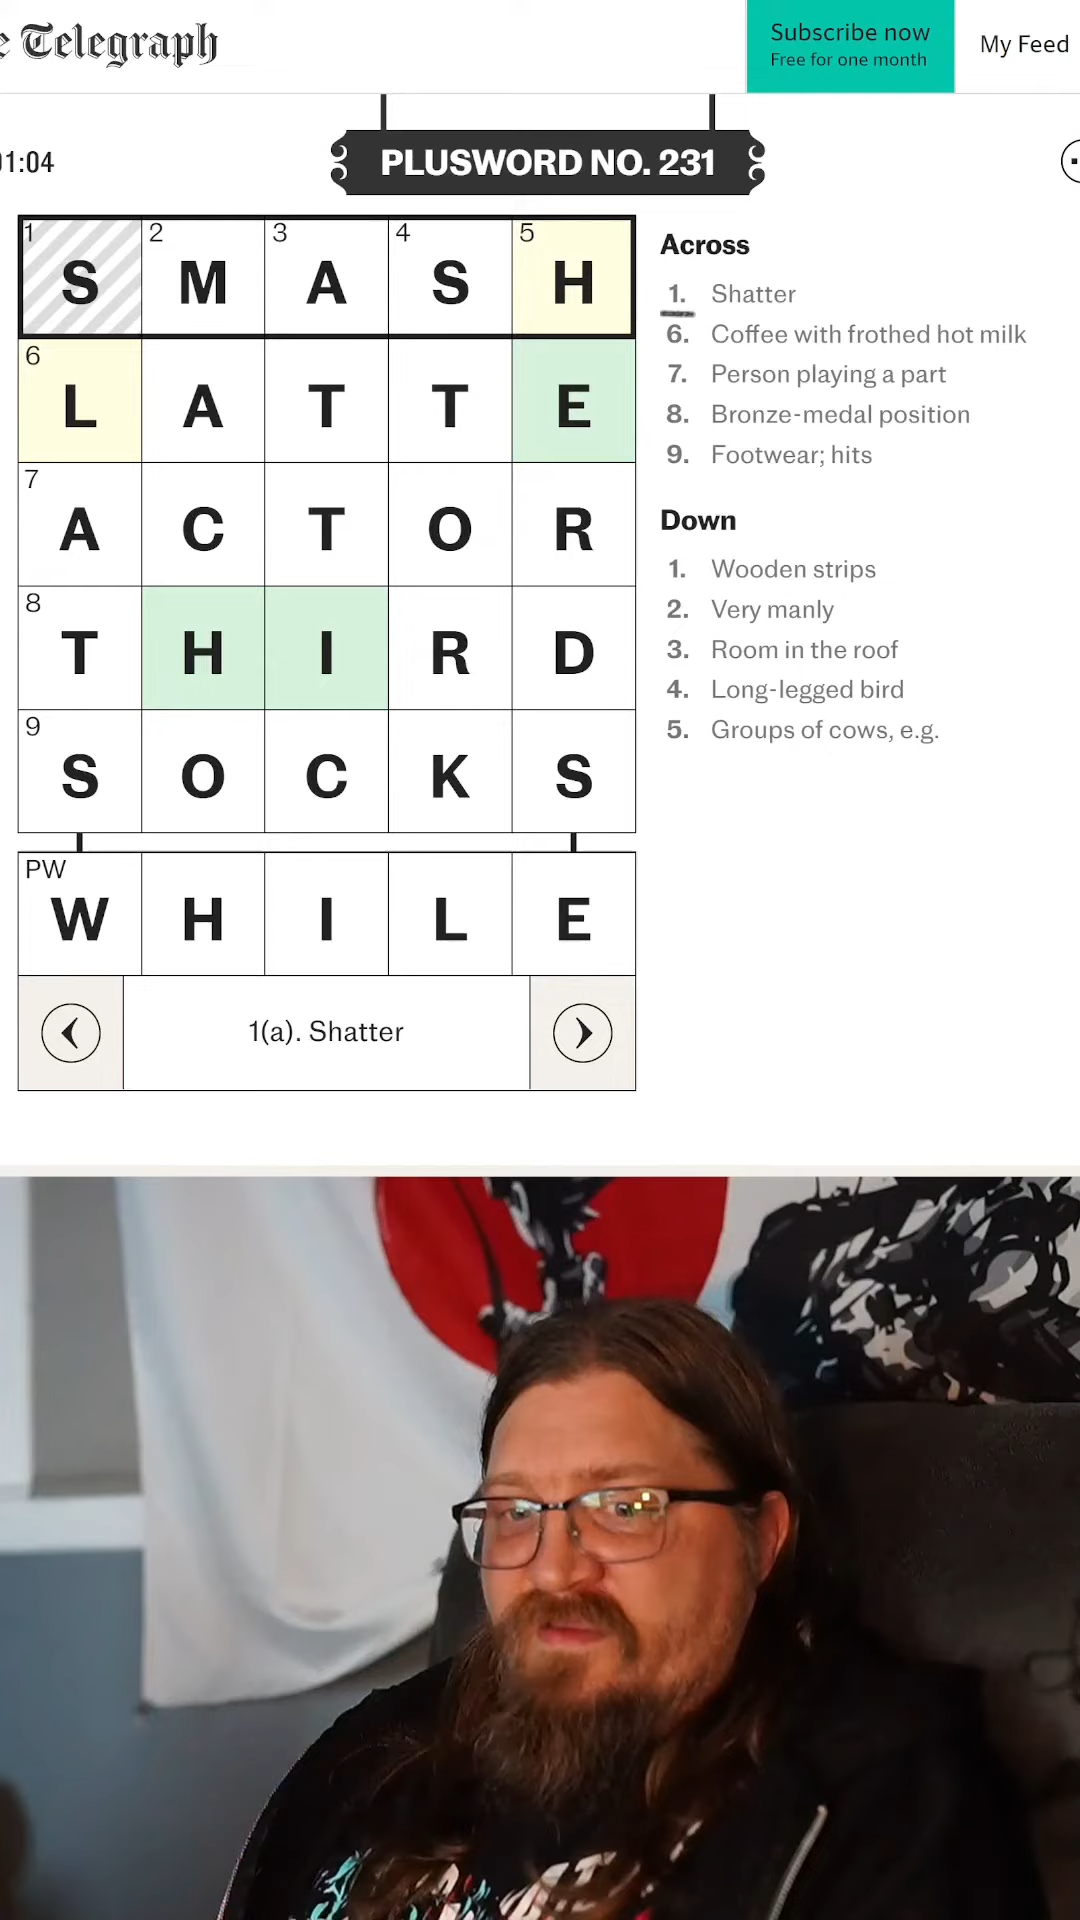 e Telegraph
Subscribe now
Free for one month
My Feed
01:04
PLUSWORD NO. 231
1 S 2 M 3 A 4 S 5 H
6 L A T T E
7 A C T O R
8 T H I R D
9 S O C K S
PW W H I L E
1(a). Shatter
Across
1. Shatter
6. Coffee with frothed hot milk
7. Person playing a part
8. Bronze-medal position
9. Footwear; hits
Down
1. Wooden strips
2. Very manly
3. Room in the roof
4. Long-legged bird
5. Groups of cows, e.g.